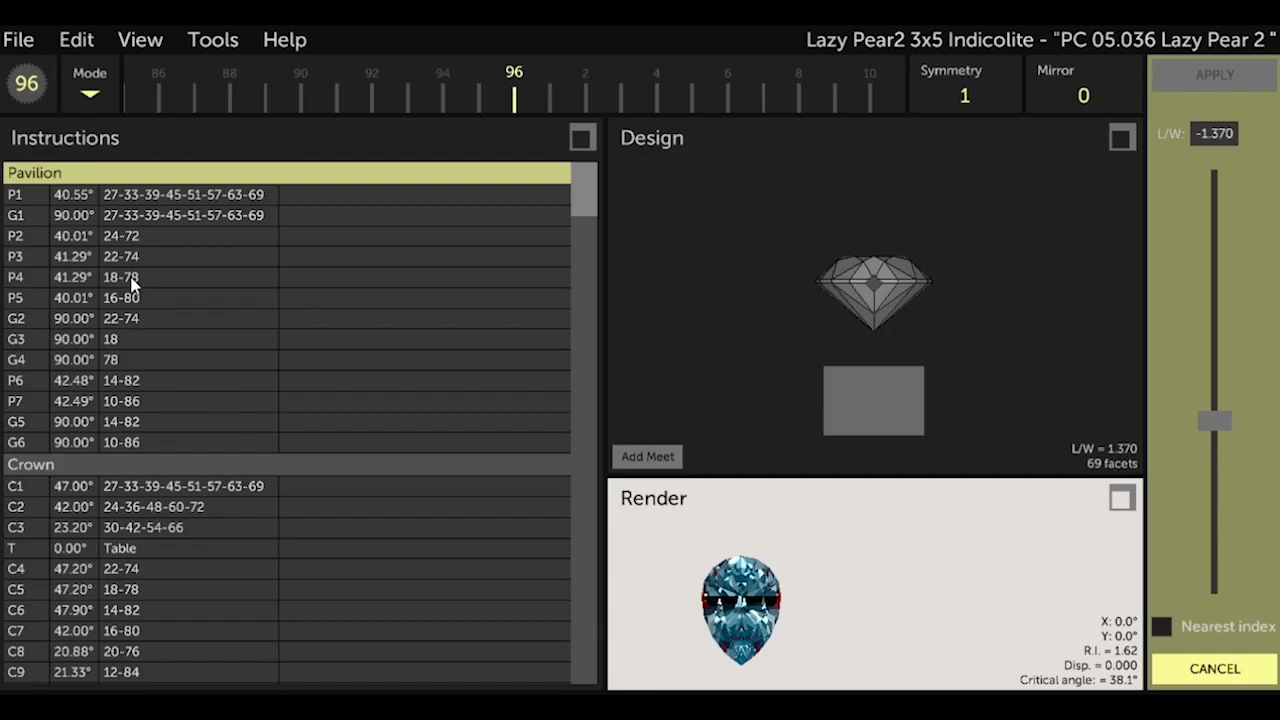 File Edit View Tools Help Lazy Pear2 3x5 Indicolite - "PC 05.036 Lazy Pear 2 "
96 Mode 86 88 90 92 94 96 2 4 6 8 10 Symmetry 1 Mirror 0 APPLY
Instructions
Pavilion
P1 40.55° 27-33-39-45-51-57-63-69
G1 90.00° 27-33-39-45-51-57-63-69
P2 40.01° 24-72
P3 41.29° 22-74
P4 41.29° 18-78
P5 40.01° 16-80
G2 90.00° 22-74
G3 90.00° 18
G4 90.00° 78
P6 42.48° 14-82
P7 42.49° 10-86
G5 90.00° 14-82
G6 90.00° 10-86
Crown
C1 47.00° 27-33-39-45-51-57-63-69
C2 42.00° 24-36-48-60-72
C3 23.20° 30-42-54-66
T 0.00° Table
C4 47.20° 22-74
C5 47.20° 18-78
C6 47.90° 14-82
C7 42.00° 16-80
C8 20.88° 20-76
C9 21.33° 12-84
Design
Add Meet
L/W = 1.370
69 facets
Render
X: 0.0°
Y: 0.0°
R.I. = 1.62
Disp. = 0.000
Critical angle: = 38.1°
L/W: -1.370
Nearest index
CANCEL